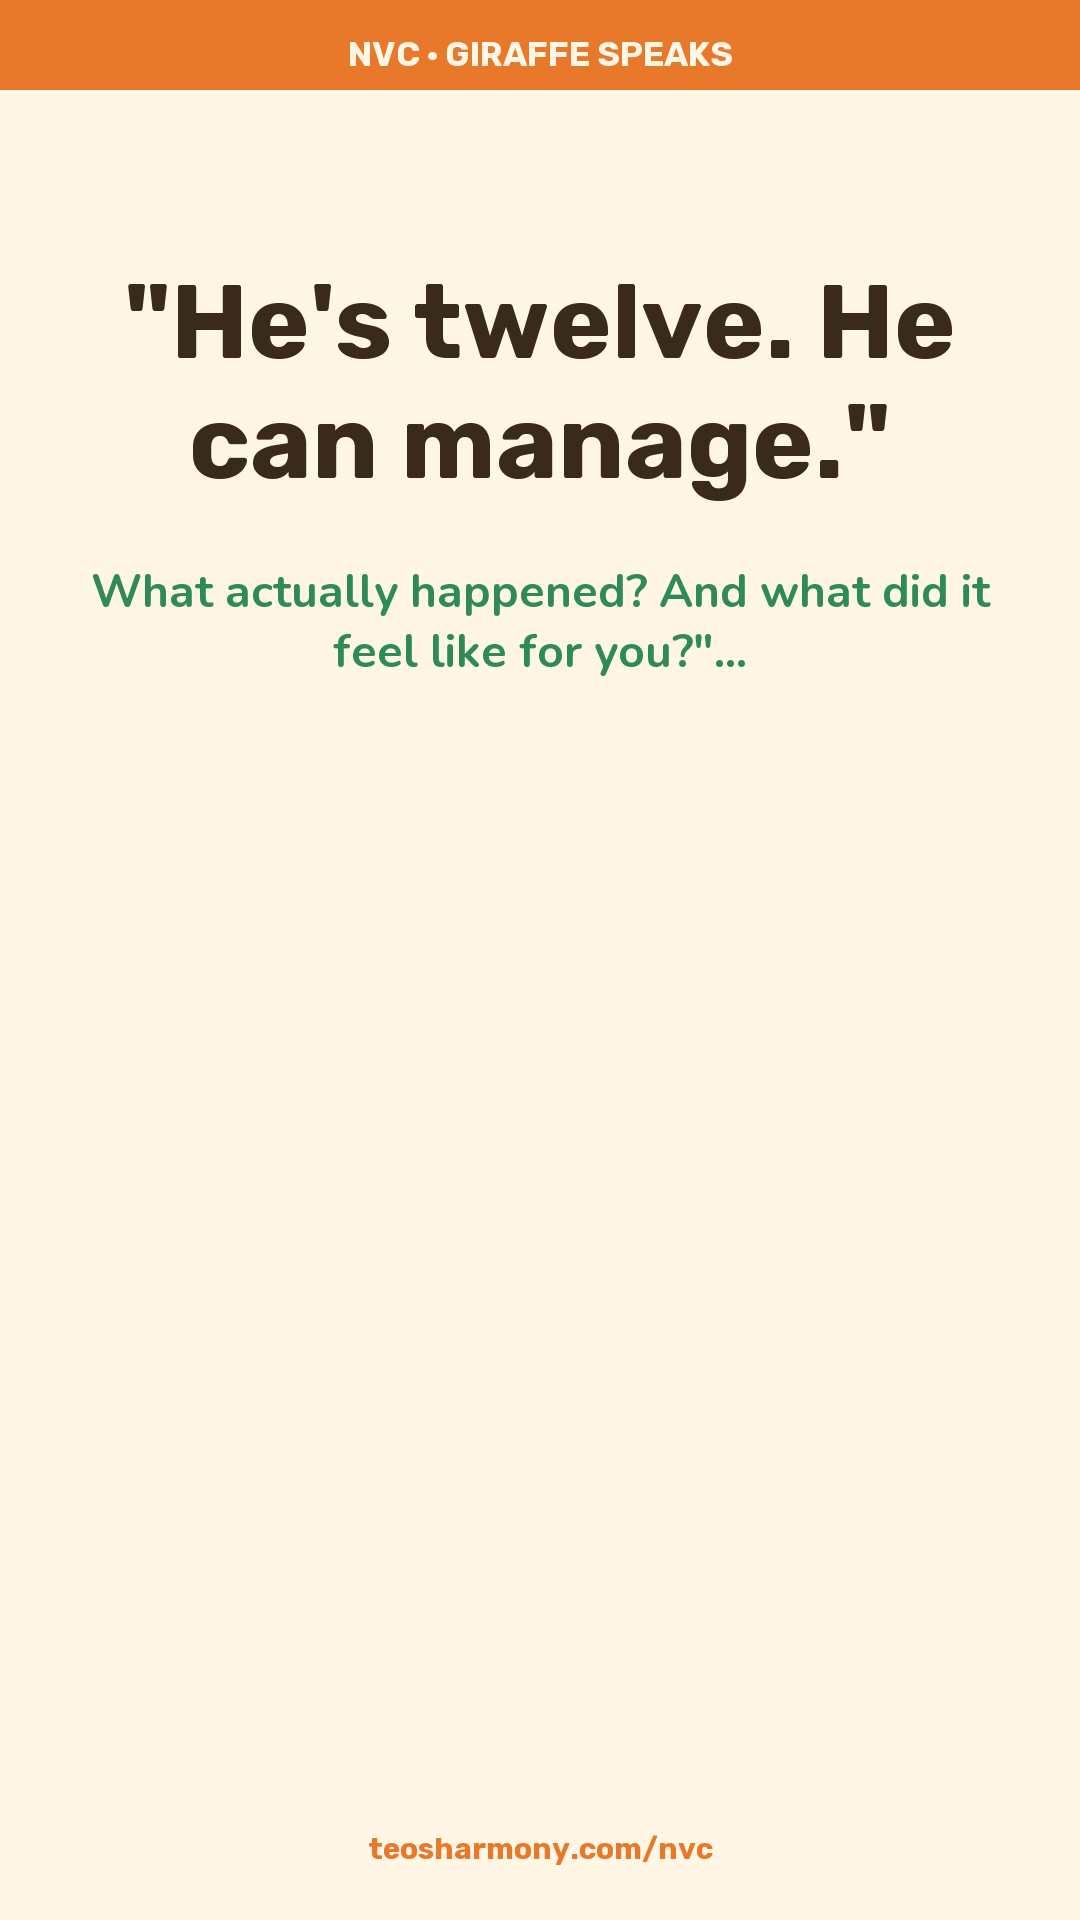 NVC • GIRAFFE SPEAKS
"He's twelve. He
can manage."
What actually happened? And what did it
feel like for you?"...
teosharmony.com/nvc